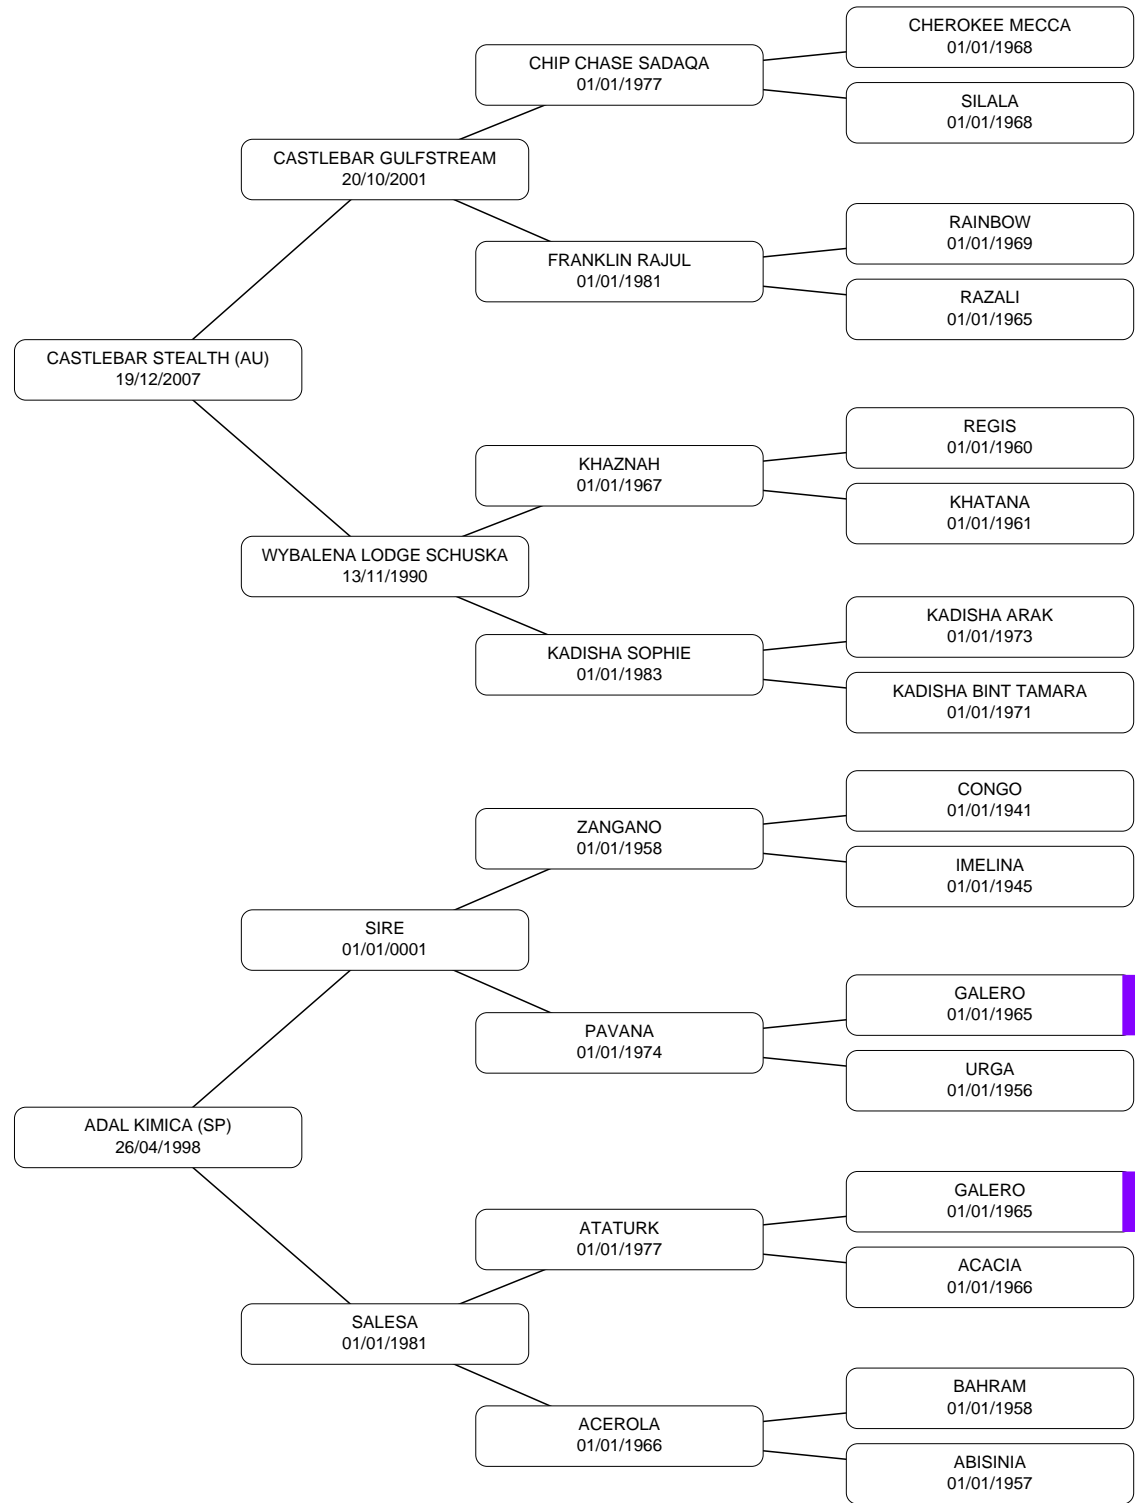 CHEROKEE MECCA
01/01/1968
CHIP CHASE SADAQA
01/01/1977
SILALA
01/01/1968
CASTLEBAR GULFSTREAM
20/10/2001
RAINBOW
01/01/1969
FRANKLIN RAJUL
01/01/1981
RAZALI
01/01/1965
CASTLEBAR STEALTH (AU)
19/12/2007
REGIS
01/01/1960
KHAZNAH
01/01/1967
KHATANA
01/01/1961
WYBALENA LODGE SCHUSKA
13/11/1990
KADISHA ARAK
01/01/1973
KADISHA SOPHIE
01/01/1983
KADISHA BINT TAMARA
01/01/1971
CONGO
01/01/1941
ZANGANO
01/01/1958
IMELINA
01/01/1945
SIRE
01/01/0001
GALERO
01/01/1965
PAVANA
01/01/1974
URGA
01/01/1956
ADAL KIMICA (SP)
26/04/1998
GALERO
01/01/1965
ATATURK
01/01/1977
ACACIA
01/01/1966
SALESA
01/01/1981
BAHRAM
01/01/1958
ACEROLA
01/01/1966
ABISINIA
01/01/1957